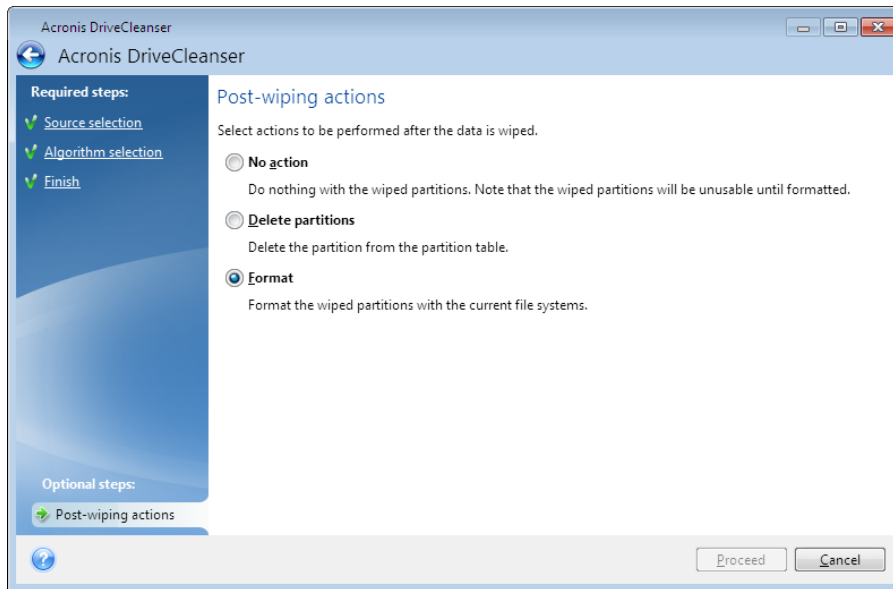 Acronis DriveCleanser
Acronis DriveCleanser
Required steps:
Source selection
Algorithm selection
Finish
Optional steps:
Post-wiping actions
Post-wiping actions
Select actions to be performed after the data is wiped.
No action
Do nothing with the wiped partitions. Note that the wiped partitions will be unusable until formatted.
Delete partitions
Delete the partition from the partition table.
Format
Format the wiped partitions with the current file systems.
?
Proceed
Cancel